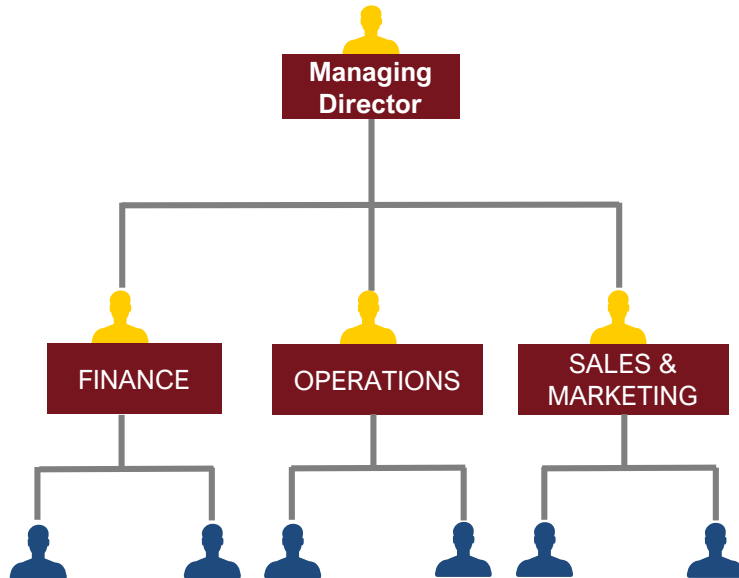 Managing
Director
FINANCE
OPERATIONS
SALES &
MARKETING